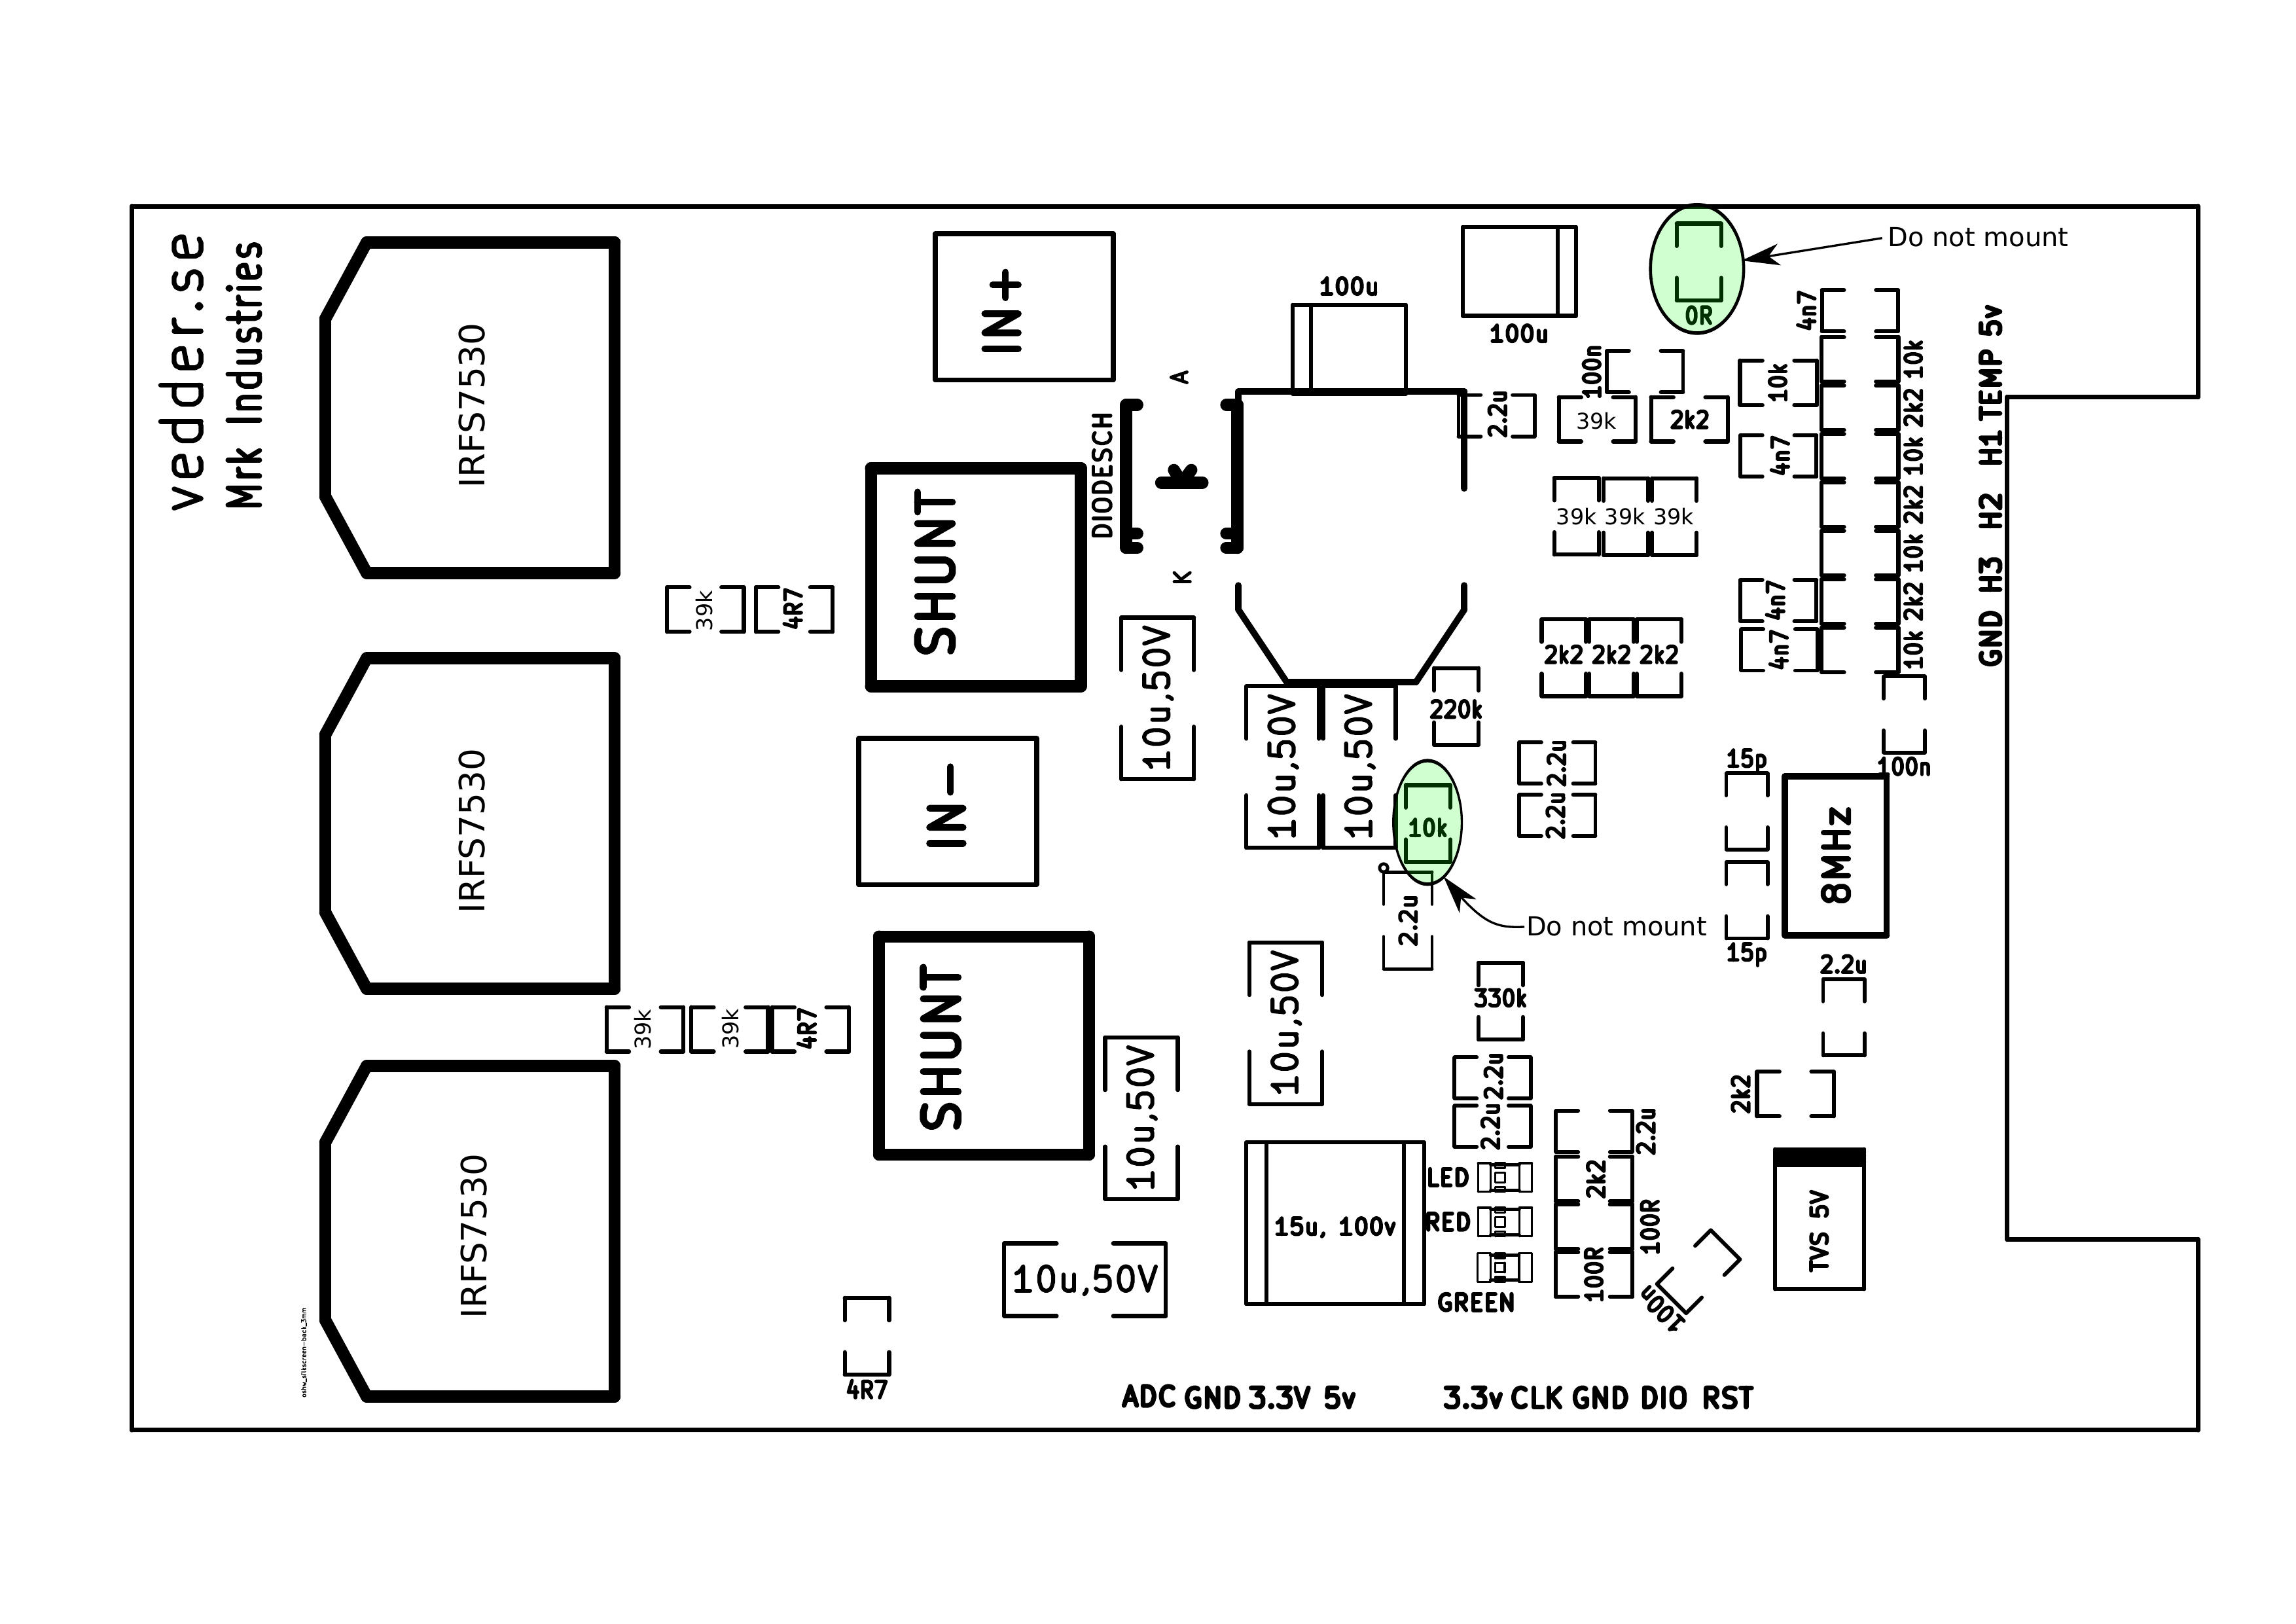 vedder.se
Mrk Industries
IRFS7530
IRFS7530
IRFS7530
oshw_silkscreen-back_3mm
39k
4R7
39k
39k
4R7
4R7
IN+
SHUNT
IN-
SHUNT
DIODESCH
A
K
10u,50V
10u,50V
10u,50V
10u,50V
10u,50V
10u,50V
100u
100u
0R
Do not mount
2.2u
100n
39k
2k2
39k
39k
39k
2k2
2k2
2k2
220k
10k
Do not mount
2.2u
2.2u
2.2u
330k
2.2u
2.2u
2.2u
15u, 100v
LED
RED
GREEN
2k2
100R
100R
100n
4n7
10k
10k
2k2
4n7
10k
2k2
10k
4n7
2k2
4n7
10k
100n
5v
TEMP
H1
H2
H3
GND
15p
8MHz
15p
2.2u
2k2
TVS 5V
ADC GND 3.3V 5v
3.3v CLK GND DIO RST